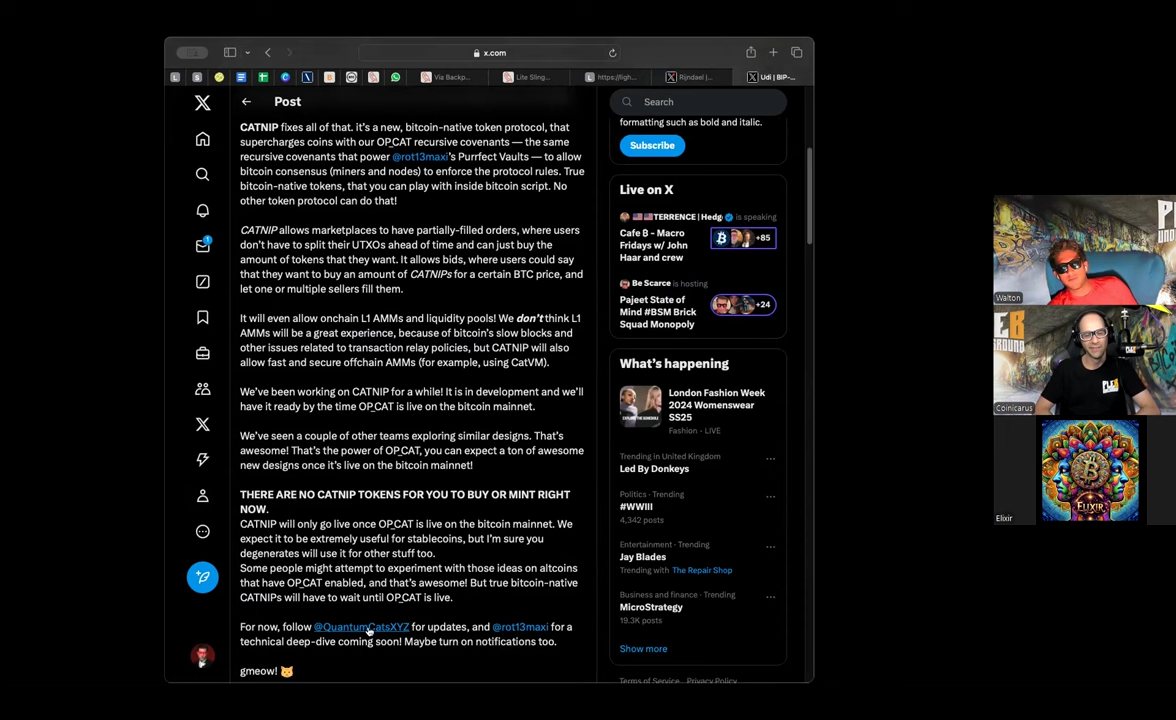 x.com
Via Backp...
Lite Sling...
https://ligh...
Rijndael |...
Udi | BIP-...
Post
CATNIP fixes all of that. it's a new, bitcoin-native token protocol, that
supercharges coins with our OP_CAT recursive covenants — the same
recursive covenants that power @rot13maxi's Purrfect Vaults — to allow
bitcoin consensus (miners and nodes) to enforce the protocol rules. True
bitcoin-native tokens, that you can play with inside bitcoin script. No
other token protocol can do that!
CATNIP allows marketplaces to have partially-filled orders, where users
don't have to split their UTXOs ahead of time and can just buy the
amount of tokens that they want. It allows bids, where users could say
that they want to buy an amount of CATNIPs for a certain BTC price, and
let one or multiple sellers fill them.
It will even allow onchain L1 AMMs and liquidity pools! We don't think L1
AMMs will be a great experience, because of bitcoin's slow blocks and
other issues related to transaction relay policies, but CATNIP will also
allow fast and secure offchain AMMs (for example, using CatVM).
We've been working on CATNIP for a while! It is in development and we'll
have it ready by the time OP_CAT is live on the bitcoin mainnet.
We've seen a couple of other teams exploring similar designs. That's
awesome! That's the power of OP_CAT, you can expect a ton of awesome
new designs once it's live on the bitcoin mainnet!
THERE ARE NO CATNIP TOKENS FOR YOU TO BUY OR MINT RIGHT
NOW.
CATNIP will only go live once OP_CAT is live on the bitcoin mainnet. We
expect it to be extremely useful for stablecoins, but I'm sure you
degenerates will use it for other stuff too.
Some people might attempt to experiment with those ideas on altcoins
that have OP_CAT enabled, and that's awesome! But true bitcoin-native
CATNIPs will have to wait until OP_CAT is live.
For now, follow @QuantumCatsXYZ for updates, and @rot13maxi for a
technical deep-dive coming soon! Maybe turn on notifications too.
gmeow! 😼
Search
formatting such as bold and italic.
Subscribe
Live on X
TERRENCE | Hedg is speaking
Cafe ₿ - Macro
Fridays w/ John
Haar and crew
+85
Be Scarce is hosting
Pajeet State of
Mind #BSM Brick
Squad Monopoly
+24
What's happening
London Fashion Week
2024 Womenswear
SS25
Fashion · LIVE
Trending in United Kingdom
Led By Donkeys
Politics · Trending
#WWIII
4,342 posts
Entertainment · Trending
Jay Blades
Trending with The Repair Shop
Business and finance · Trending
MicroStrategy
19.3K posts
Show more
Terms of Service Privacy Policy
Walton
Coinicarus
ELIXIR
Elixir